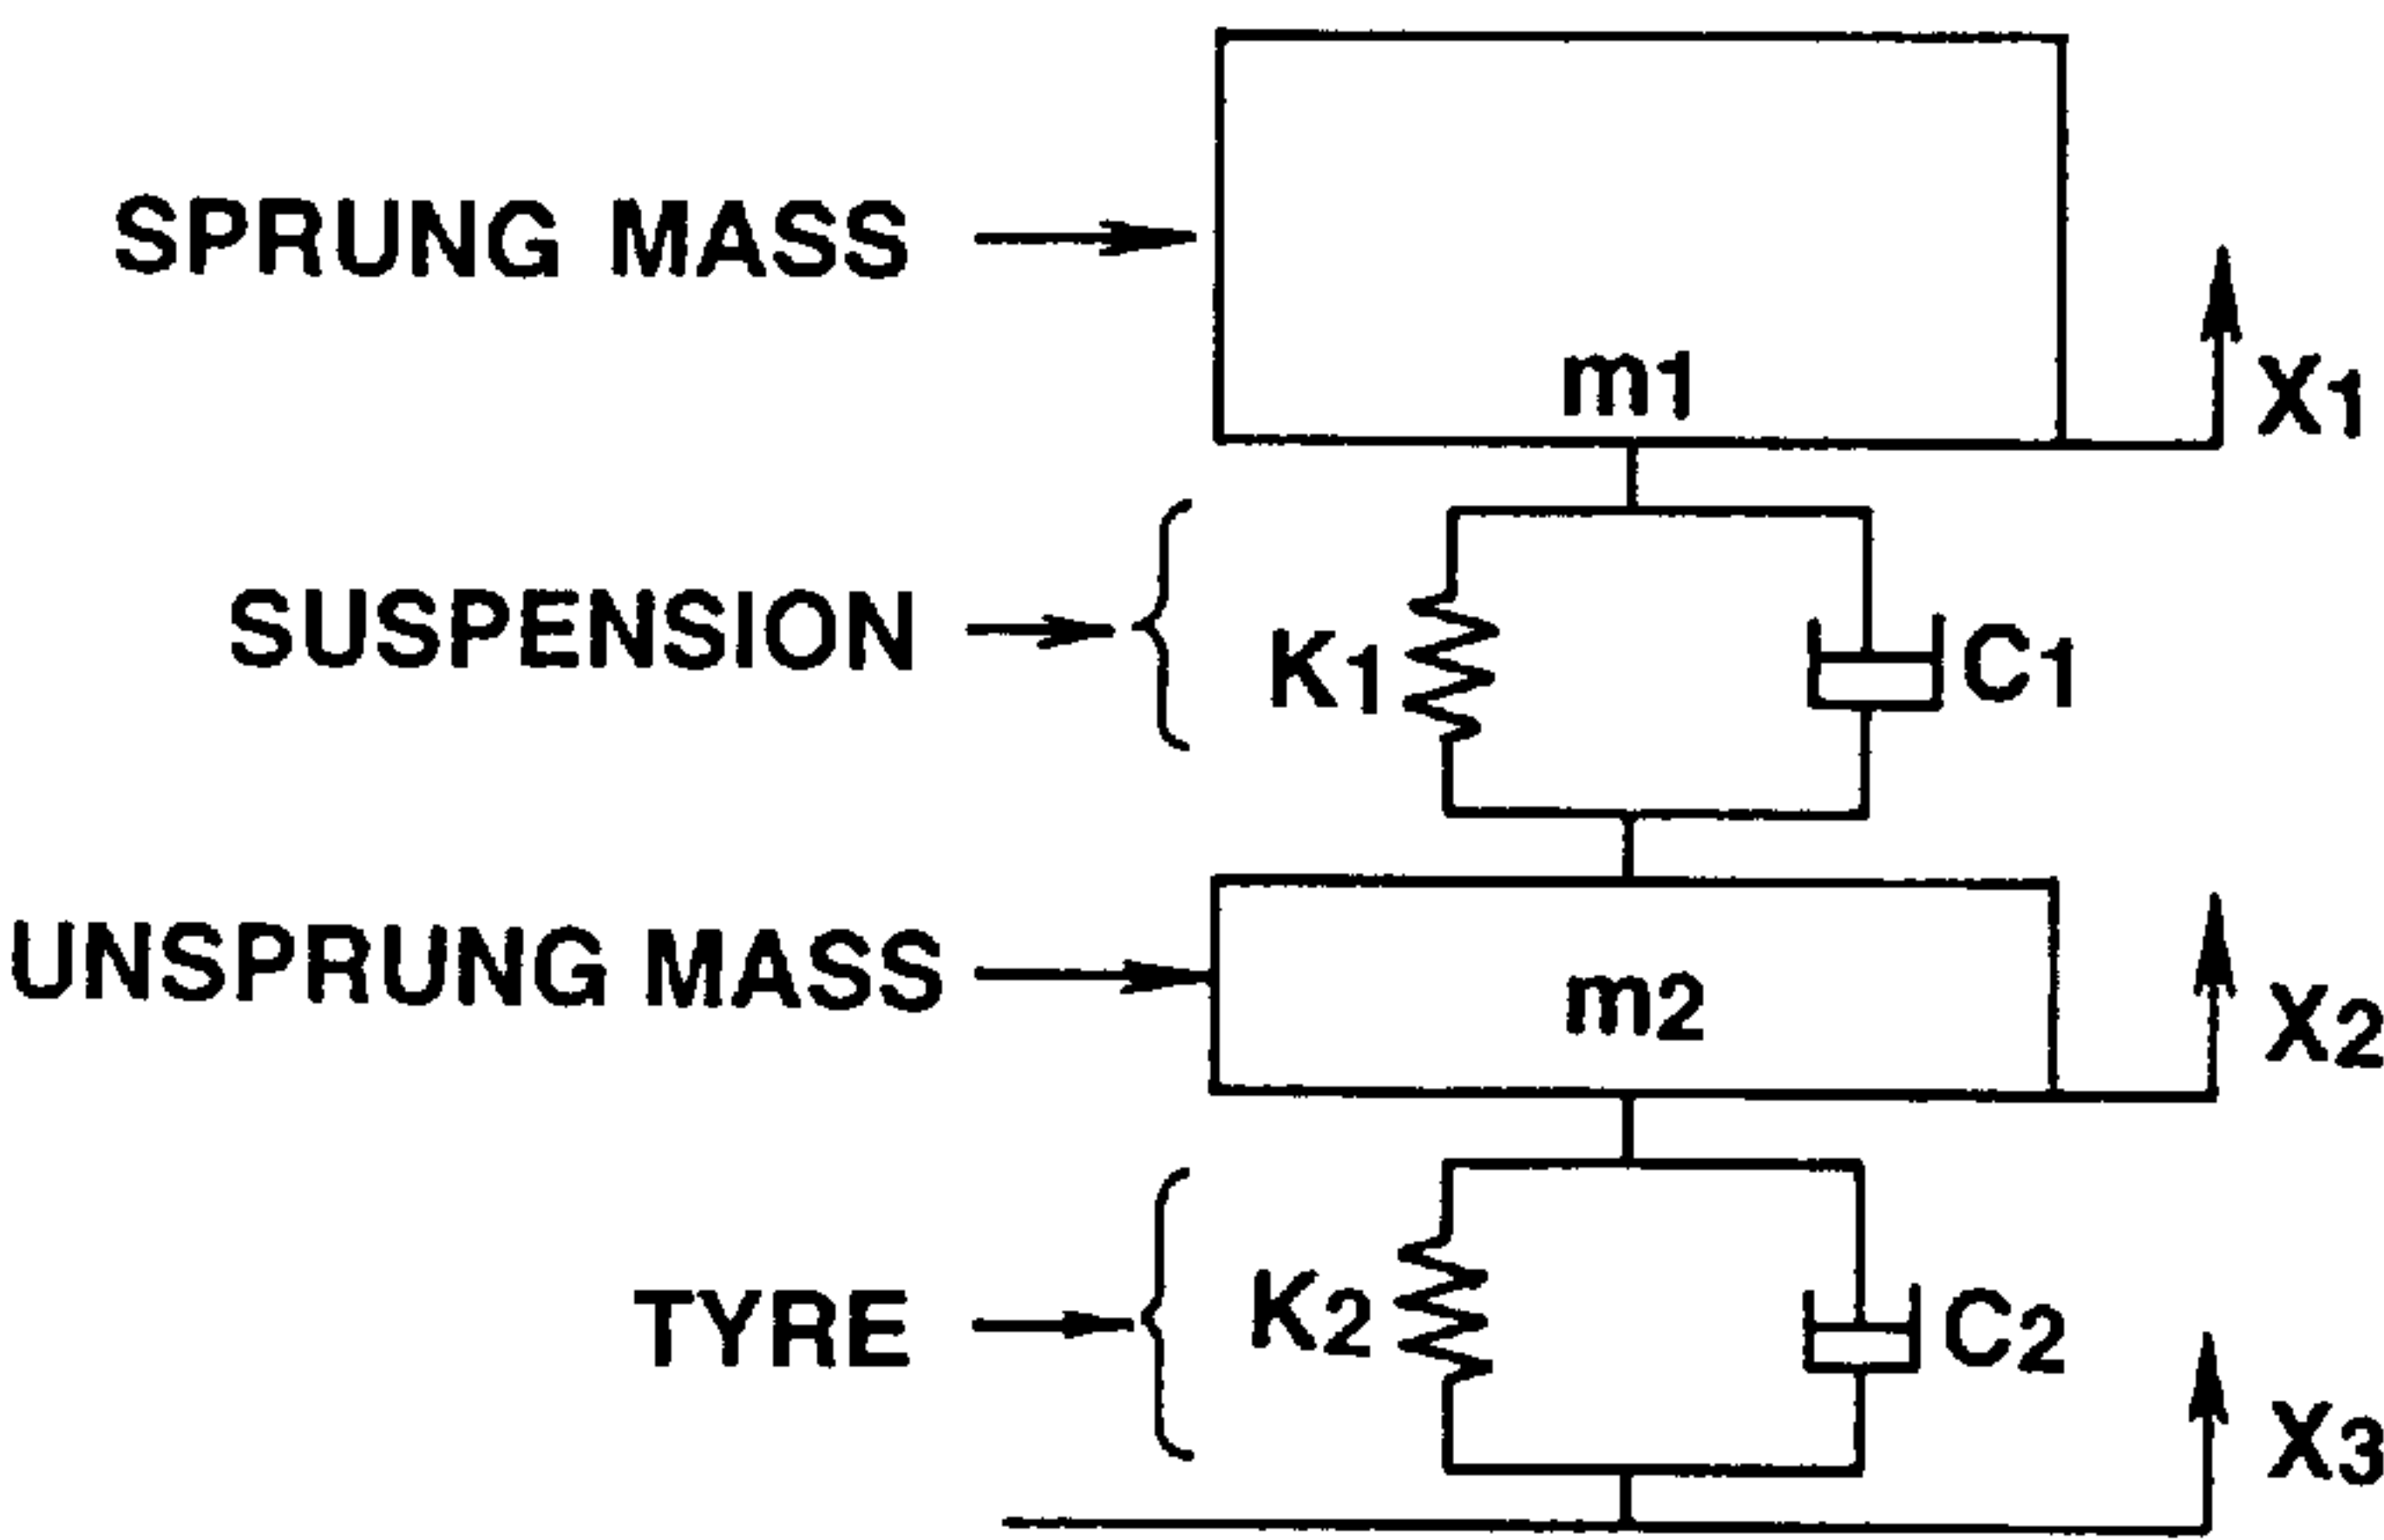 SPRUNG MASS
m1
X1
SUSPENSION
K1
C1
UNSPRUNG MASS
m2
X2
TYRE
K2
C2
X3